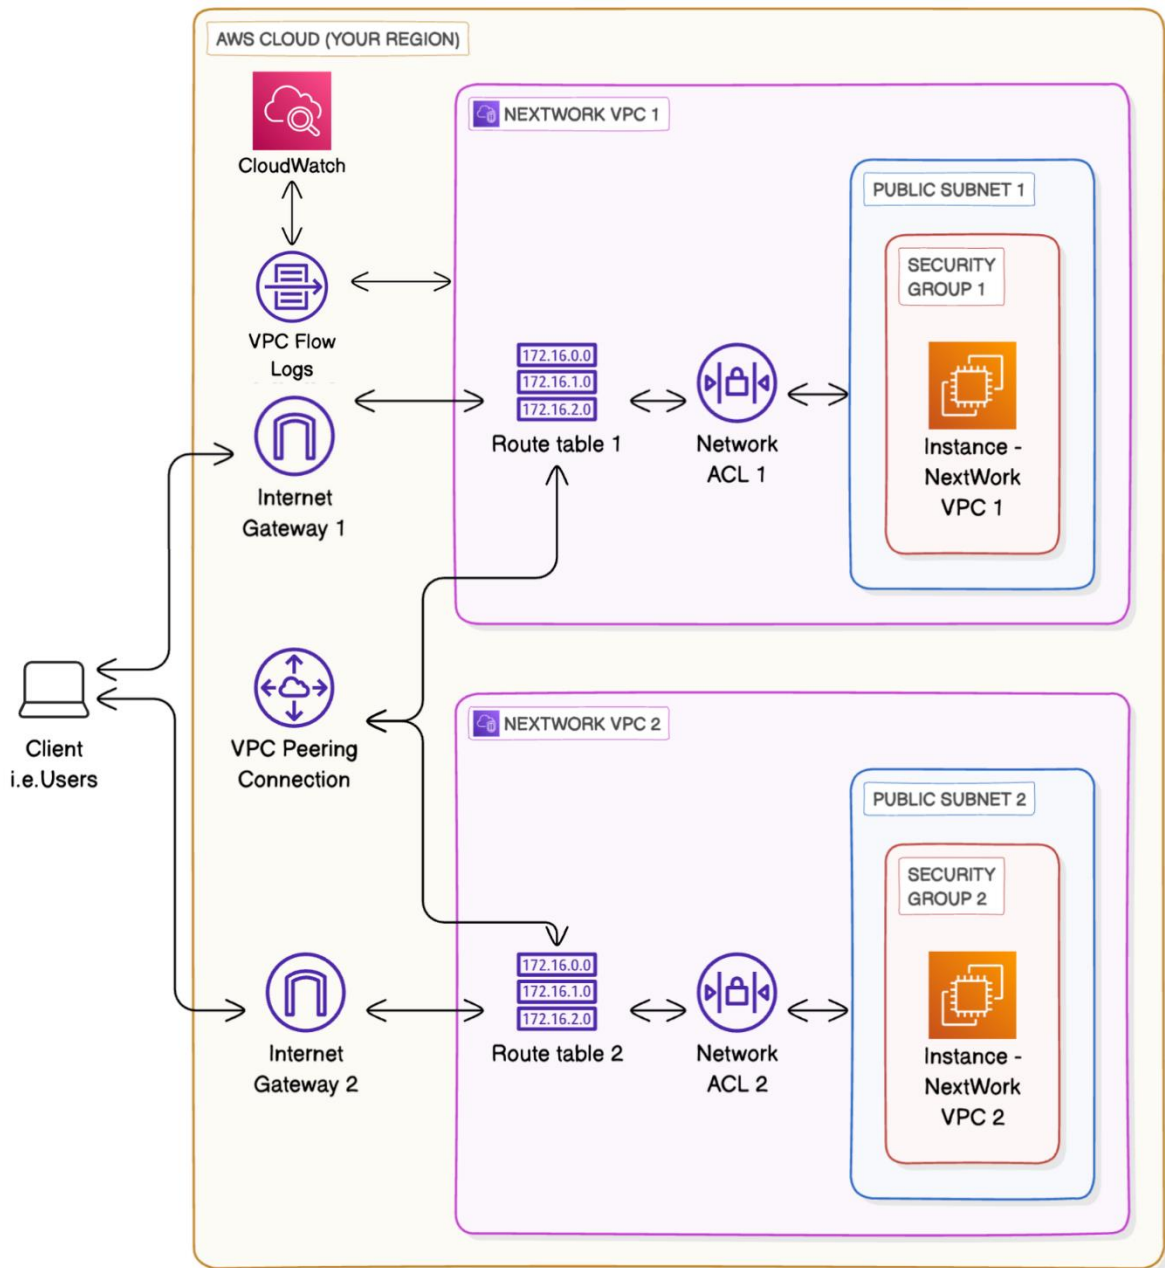 AWS CLOUD (YOUR REGION)
CloudWatch
VPC Flow
Logs
Internet
Gateway 1
NEXTWORK VPC 1
172.16.0.0
172.16.1.0
172.16.2.0
Route table 1
Network
ACL 1
PUBLIC SUBNET 1
SECURITY
GROUP 1
Instance -
NextWork
VPC 1
Client
i.e.Users
VPC Peering
Connection
Internet
Gateway 2
NEXTWORK VPC 2
172.16.0.0
172.16.1.0
172.16.2.0
Route table 2
Network
ACL 2
PUBLIC SUBNET 2
SECURITY
GROUP 2
Instance -
NextWork
VPC 2